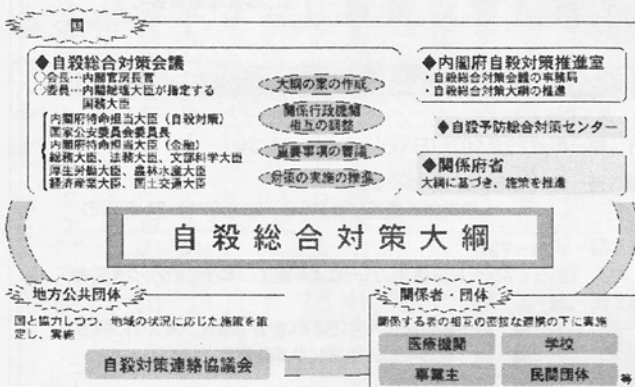 国
◆自殺総合対策会議
○会長…内閣官房長官
○委員…内閣総理大臣が指定する
国務大臣
内閣府特命担当大臣（自殺対策）
国家公安委員会委員長
内閣府特命担当大臣（金融）
総務大臣、法務大臣、文部科学大臣
厚生労働大臣、農林水産大臣
経済産業大臣、国土交通大臣
大綱の案の作成
関係行政機関
相互の調整
重要事項の審議
対策の実施の推進
◆内閣府自殺対策推進室
・自殺総合対策会議の事務局
・自殺総合対策大綱の推進
◆自殺予防総合対策センター
◆関係府省
大綱に基づき、施策を推進
自殺総合対策大綱
地方公共団体
国と協力しつつ、地域の状況に応じた施策を策
定し、実施
自殺対策連絡協議会
関係者・団体
関係する者の相互の密接な連携の下に実施
医療機関
学校
事業主
民間団体
等